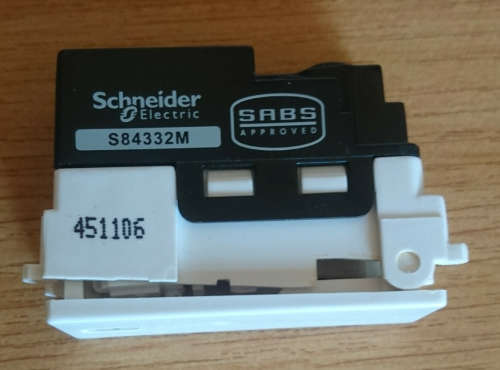 Schneider
Electric
S84332M
SABS
APPROVED
451106